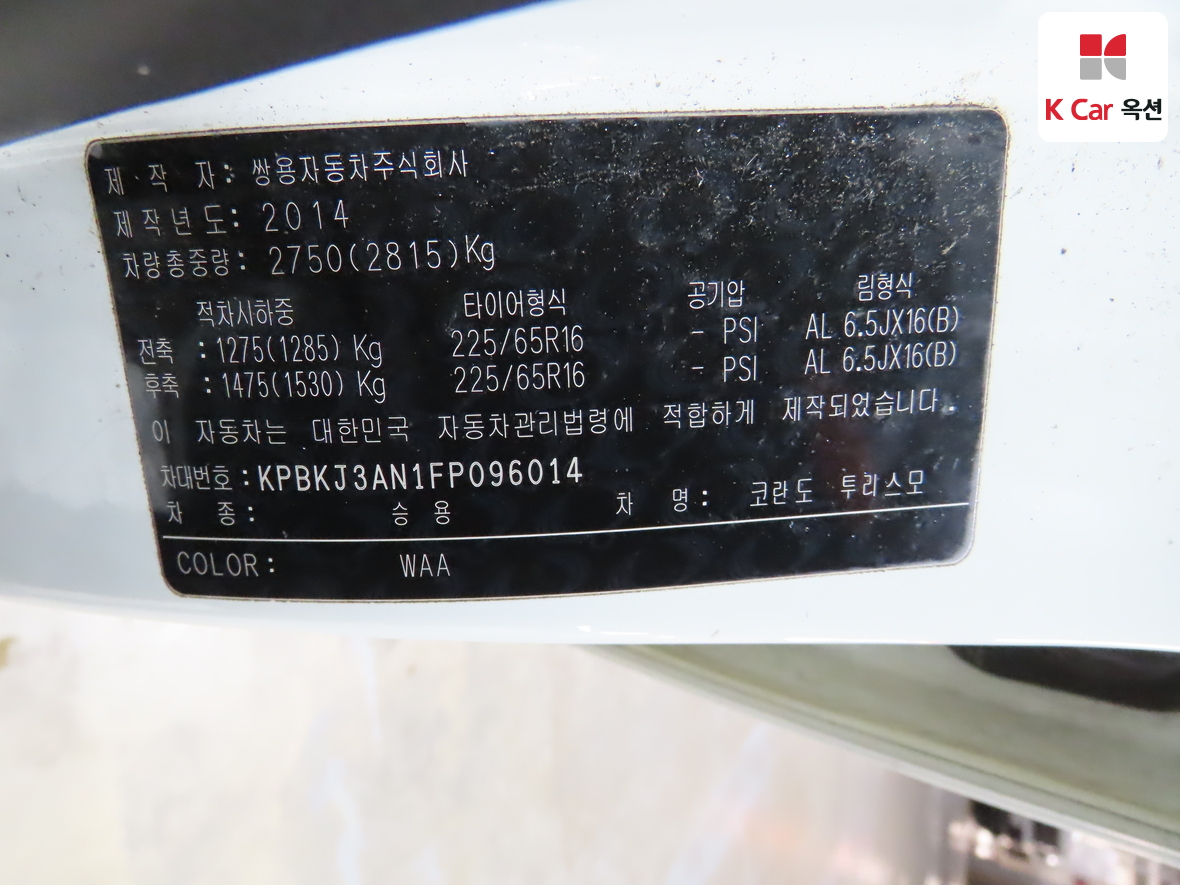 K Car 옥션
제 작 자: 쌍용자동차주식회사
제작년도: 2014
차량총중량: 2750(2815)Kg
적차시하중 타이어형식 공기압 림형식
전축 :1275(1285) Kg 225/65R16 - PSI AL 6.5JX16(B)
후축 :1475(1530) Kg 225/65R16 - PSI AL 6.5JX16(B)
이 자동차는 대한민국 자동차관리법령에 적합하게 제작되었습니다.
차대번호:KPBKJ3AN1FP096014
차 종: 승 용 차 명: 코란도 투리스모
COLOR: WAA